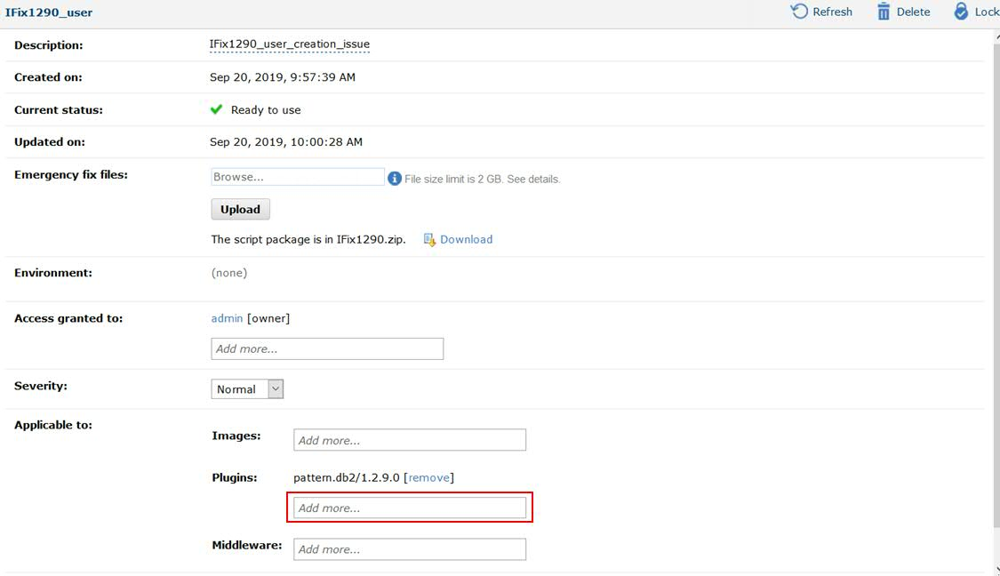 IFix1290_user
Refresh
Delete
Lock
Description: IFix1290_user_creation_issue
Created on: Sep 20, 2019, 9:57:39 AM
Current status: Ready to use
Updated on: Sep 20, 2019, 10:00:28 AM
Emergency fix files: Browse... File size limit is 2 GB. See details.
Upload
The script package is in IFix1290.zip. Download
Environment: (none)
Access granted to: admin [owner]
Add more...
Severity: Normal
Applicable to:
Images: Add more...
Plugins: pattern.db2/1.2.9.0 [remove]
Add more...
Middleware: Add more...